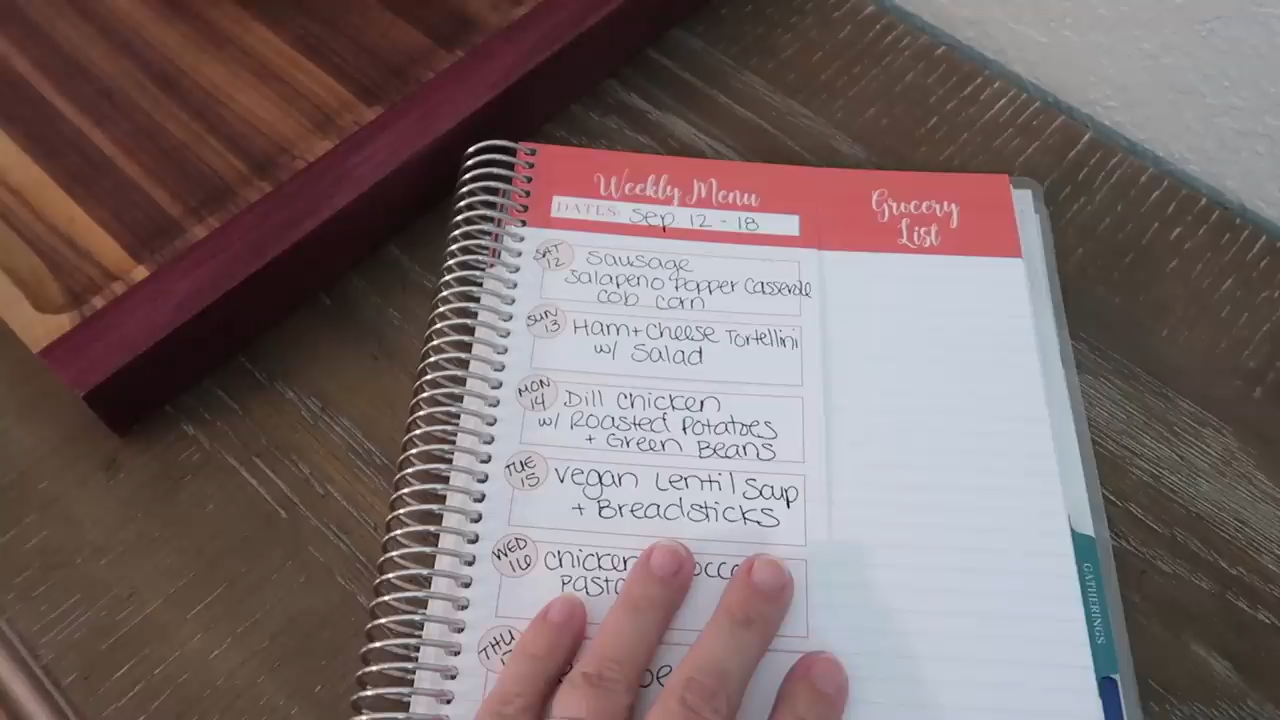 Weekly Menu
DATES: Sep 12 - 18
Grocery
List
SAT
12
Sausage
Jalapeno Popper Casserole
cob corn
SUN
13
Ham + Cheese Tortellini
w/ Salad
MON
14
Dill Chicken
w/ Roasted Potatoes
+ Green Beans
TUE
15
Vegan Lentil Soup
+ Breadsticks
WED
16
Chicken
Pasta
THU
GATHERINGS